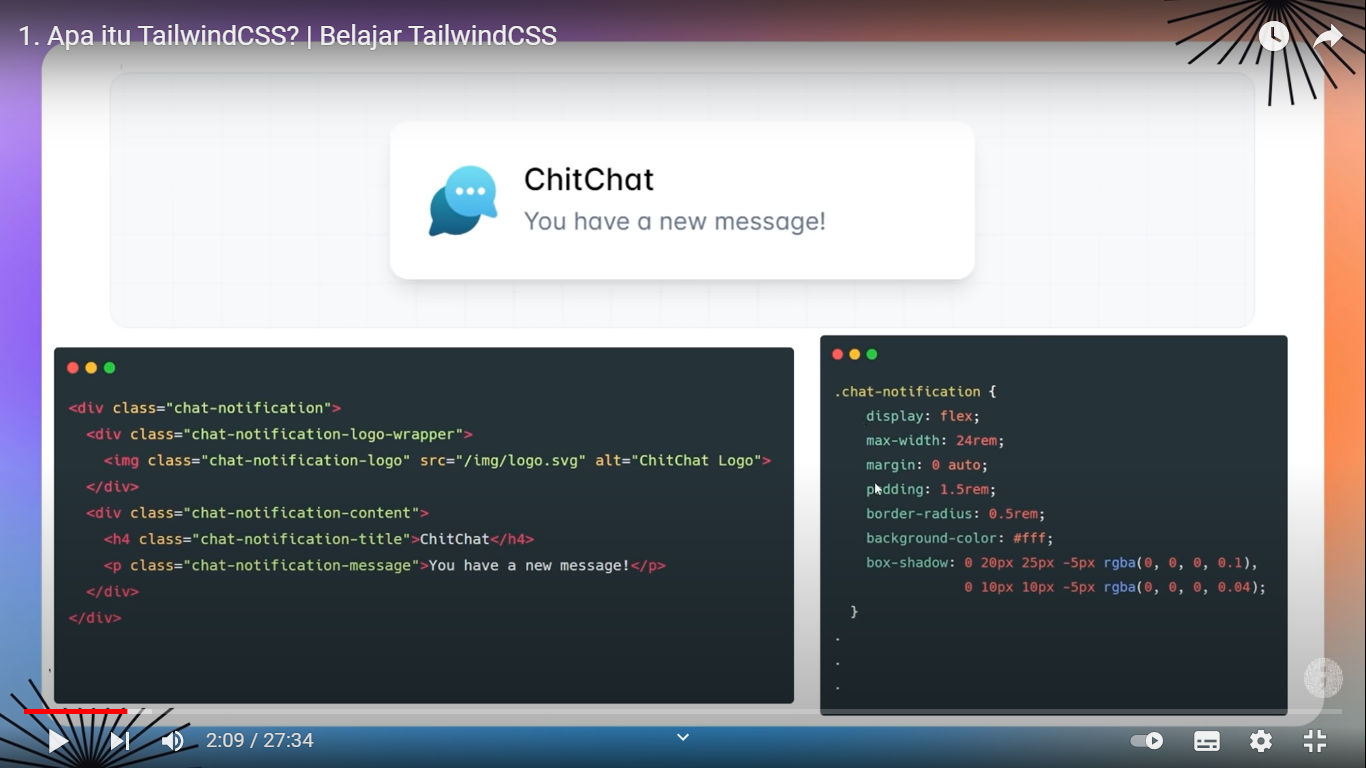 1. Apa itu TailwindCSS? | Belajar TailwindCSS
ChitChat
You have a new message!
<div class="chat-notification">
<div class="chat-notification-logo-wrapper">
<img class="chat-notification-logo" src="/img/logo.svg" alt="ChitChat Logo">
</div>
<div class="chat-notification-content">
<h4 class="chat-notification-title">ChitChat</h4>
<p class="chat-notification-message">You have a new message!</p>
</div>
</div>
.chat-notification {
display: flex;
max-width: 24rem;
margin: 0 auto;
padding: 1.5rem;
border-radius: 0.5rem;
background-color: #fff;
box-shadow: 0 20px 25px -5px rgba(0, 0, 0, 0.1),
0 10px 10px -5px rgba(0, 0, 0, 0.04);
}
.
.
.
2:09 / 27:34